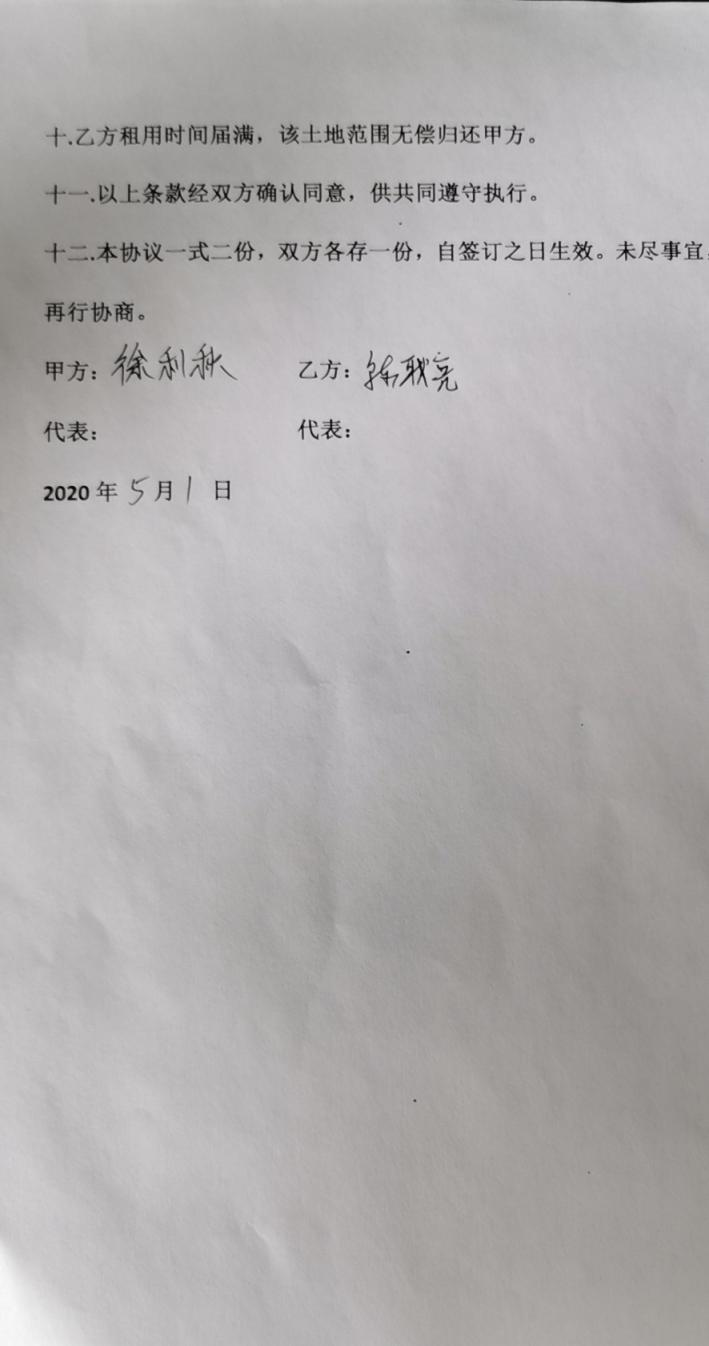 十.乙方租用时间届满，该土地范围无偿归还甲方。
十一.以上条款经双方确认同意，供共同遵守执行。
十二.本协议一式二份，双方各存一份，自签订之日生效。未尽事宜，
再行协商。
甲方：徐利秋 乙方：
代表： 代表：
2020年5月1日